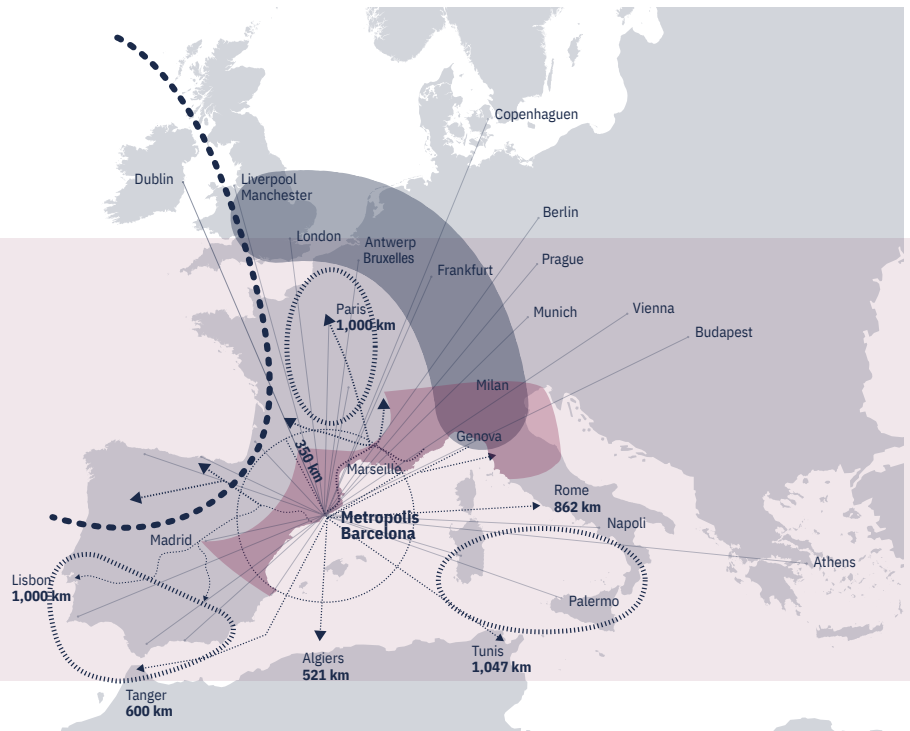 Copenhaguen
Dublin
Liverpool
Manchester
Berlin
London
Antwerp
Bruxelles
Frankfurt
Prague
Paris
1,000 km
Munich
Vienna
Budapest
Milan
Genova
350 km
Marseille
Rome
862 km
Metropolis
Barcelona
Napoli
Madrid
Athens
Lisbon
1,000 km
Palermo
Algiers
521 km
Tunis
1,047 km
Tanger
600 km